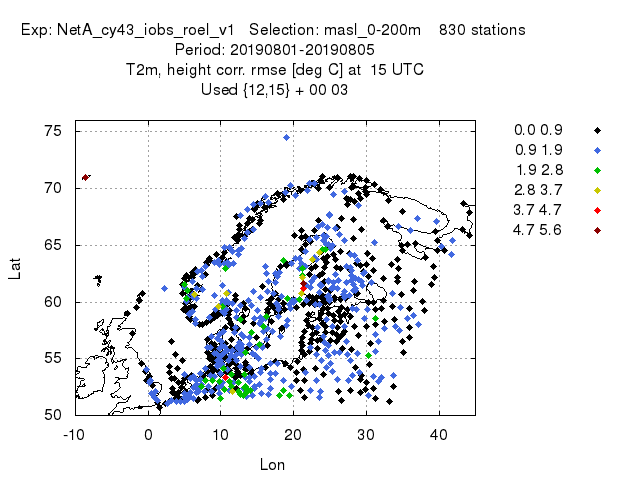 Exp: NetA_cy43_iobs_roel_v1 Selection: masl_0-200m 830 stations
Period: 20190801-20190805
T2m, height corr. rmse [deg C] at 15 UTC
Used {12,15} + 00 03
0.0 0.9
0.9 1.9
1.9 2.8
2.8 3.7
3.7 4.7
4.7 5.6
75
70
65
60
55
50
Lat
-10 0 10 20 30 40
Lon